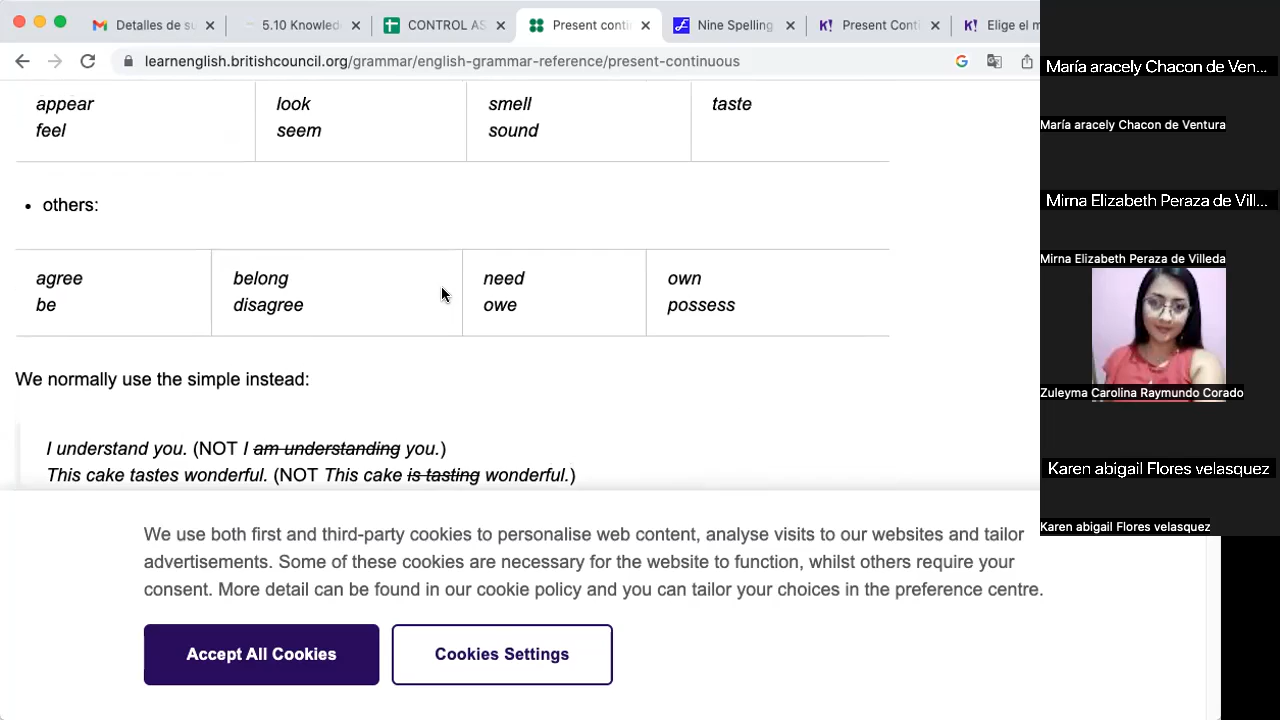 Detalles de su
5.10 Knowled
CONTROL AS
Present conti
Nine Spelling
K! Present Conti
K! Elige el m
learnenglish.britishcouncil.org/grammar/english-grammar-reference/present-continuous
appear look smell taste
feel seem sound
• others:
agree belong need own
be disagree owe possess
We normally use the simple instead:
I understand you. (NOT I am understanding you.)
This cake tastes wonderful. (NOT This cake is tasting wonderful.)
We use both first and third-party cookies to personalise web content, analyse visits to our websites and tailor
advertisements. Some of these cookies are necessary for the website to function, whilst others require your
consent. More detail can be found in our cookie policy and you can tailor your choices in the preference centre.
Accept All Cookies
Cookies Settings
María aracely Chacon de Ven...
María aracely Chacon de Ventura
Mirna Elizabeth Peraza de Vill...
Mirna Elizabeth Peraza de Villeda
Zuleyma Carolina Raymundo Corado
Karen abigail Flores velasquez
Karen abigail Flores velasquez